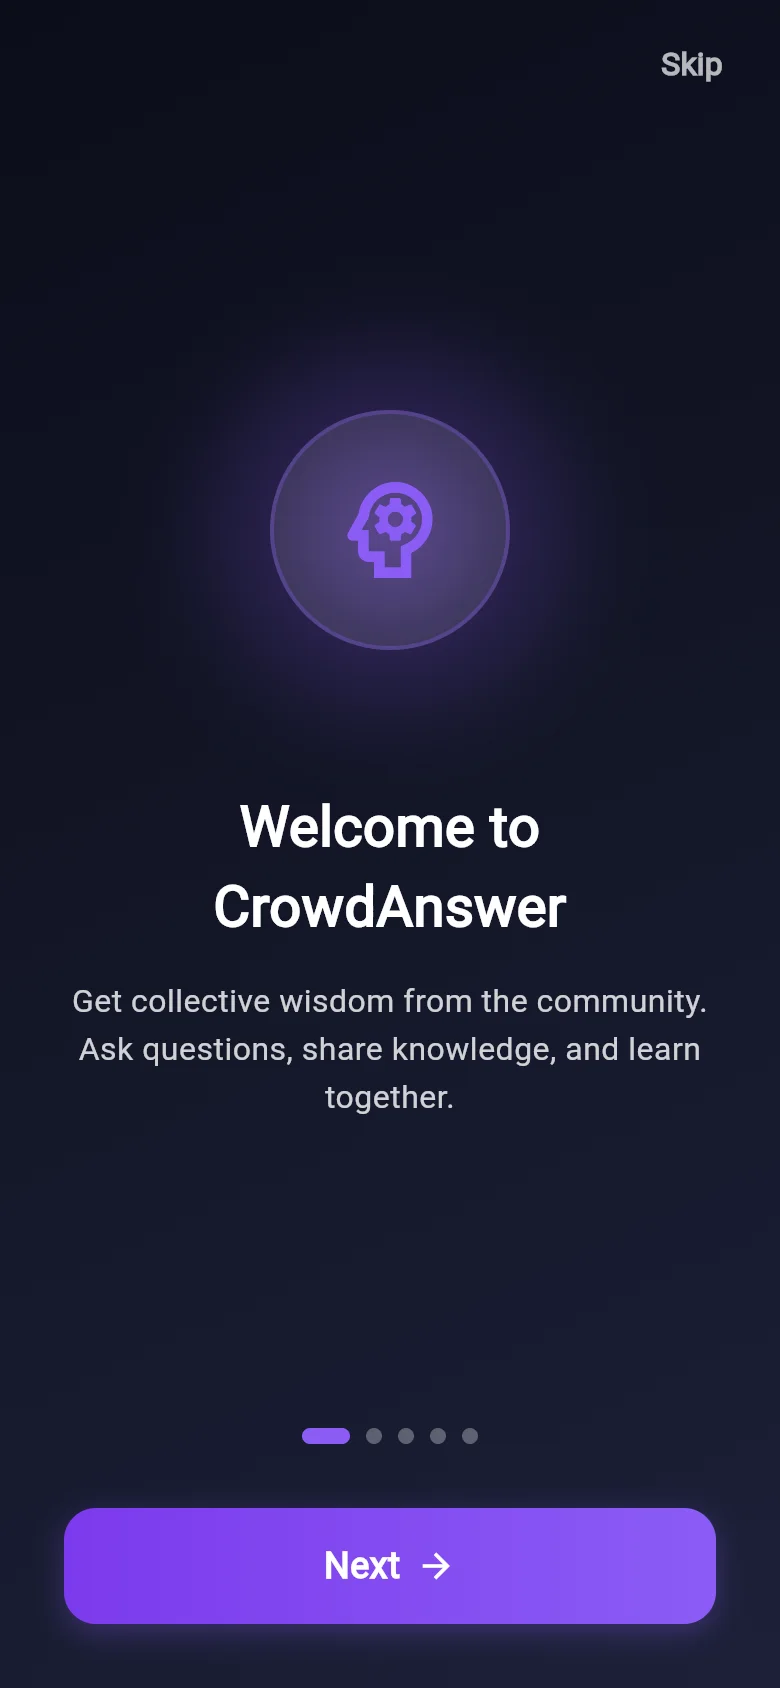 Skip
Welcome to
CrowdAnswer
Get collective wisdom from the community.
Ask questions, share knowledge, and learn
together.
Next